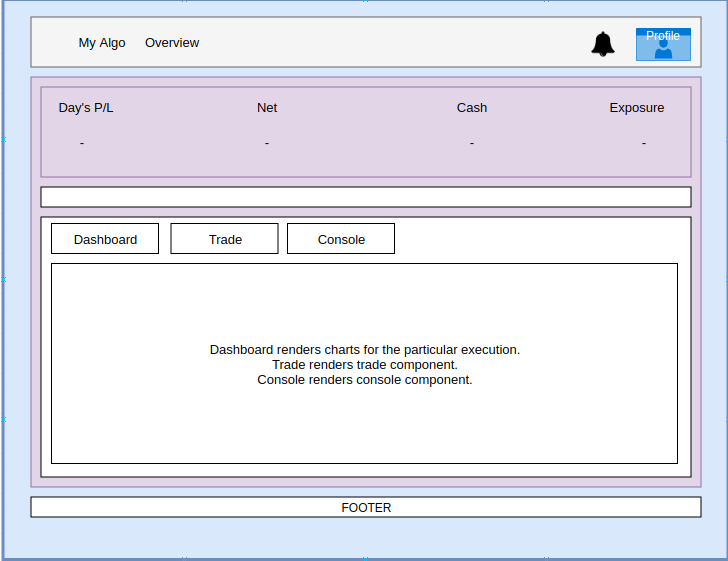 My Algo Overview
Profile
Day's P/L Net Cash Exposure
- - - -
Dashboard Trade Console
Dashboard renders charts for the particular execution.
Trade renders trade component.
Console renders console component.
FOOTER